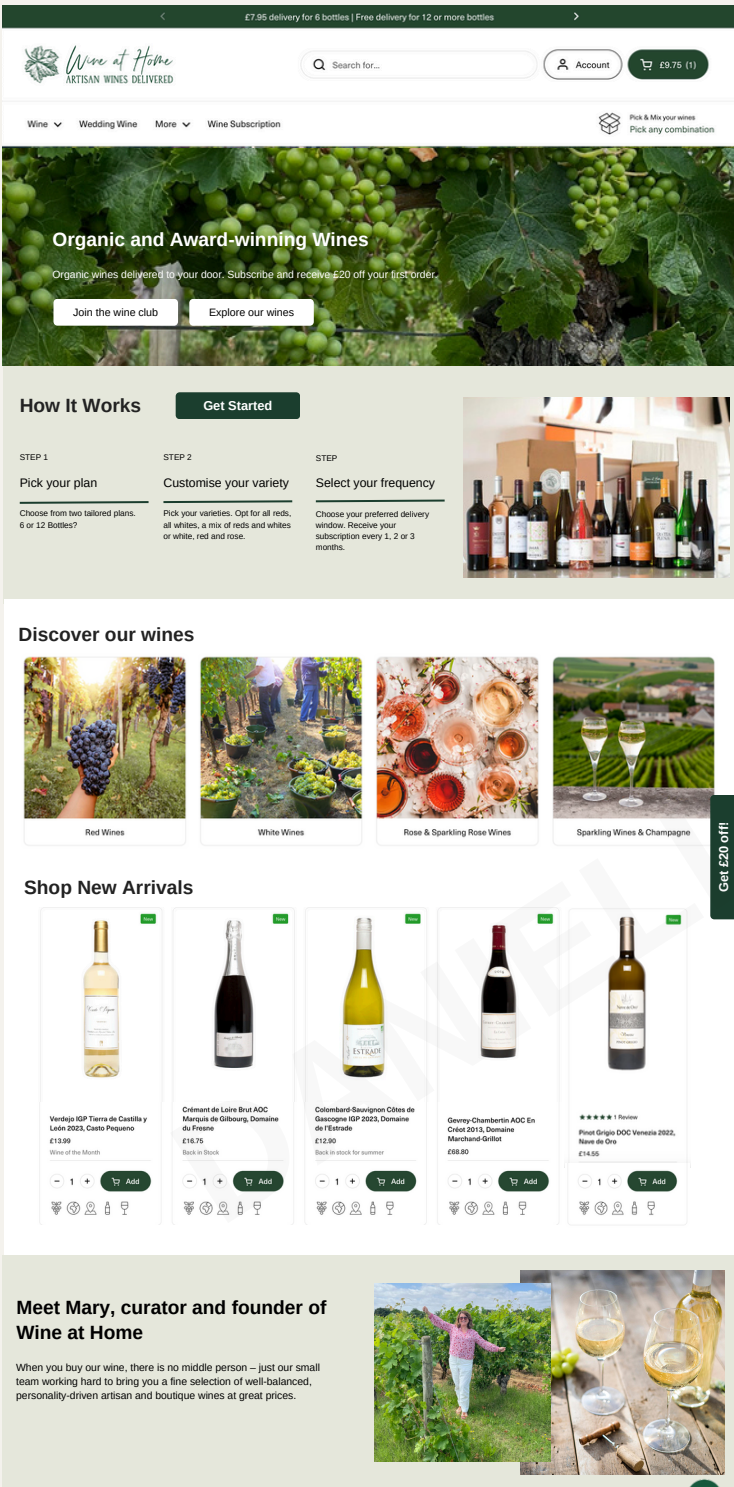 £7.95 delivery for 6 bottles | Free delivery for 12 or more bottles
Wine at Home
ARTISAN WINES DELIVERED
Search for...
Account
£9.75 (1)
Wine
Wedding Wine
More
Wine Subscription
Pick & Mix your wines
Pick any combination
Organic and Award-winning Wines
Organic wines delivered to your door. Subscribe and receive £20 off your first order.
Join the wine club
Explore our wines
How It Works
Get Started
STEP 1
Pick your plan
Choose from two tailored plans.
6 or 12 Bottles?
STEP 2
Customise your variety
Pick your varieties. Opt for all reds,
all whites, a mix of reds and whites
or white, red and rose.
STEP
Select your frequency
Choose your preferred delivery
window. Receive your
subscription every 1, 2 or 3
months.
Discover our wines
Red Wines
White Wines
Rose & Sparkling Rose Wines
Sparkling Wines & Champagne
Get £20 off!
Shop New Arrivals
New
Verdejo IGP Tierra de Castilla y
León 2023, Casto Pequeno
£13.99
Wine of the Month
1
Add
New
Crémant de Loire Brut AOC
Marquis de Gilbourg, Domaine
du Fresne
£16.75
Back in Stock
1
Add
New
ESTRADE
Colombard-Sauvignon Côtes de
Gascogne IGP 2023, Domaine
de l'Estrade
£12.90
Back in stock for summer
1
Add
New
Gevrey-Chambertin AOC En
Créot 2013, Domaine
Marchand-Grillot
£68.80
1
Add
New
PINOT GRIGIO
1 Review
Pinot Grigio DOC Venezia 2022,
Nave de Oro
£14.55
1
Add
DANIEL
Meet Mary, curator and founder of
Wine at Home
When you buy our wine, there is no middle person – just our small
team working hard to bring you a fine selection of well-balanced,
personality-driven artisan and boutique wines at great prices.